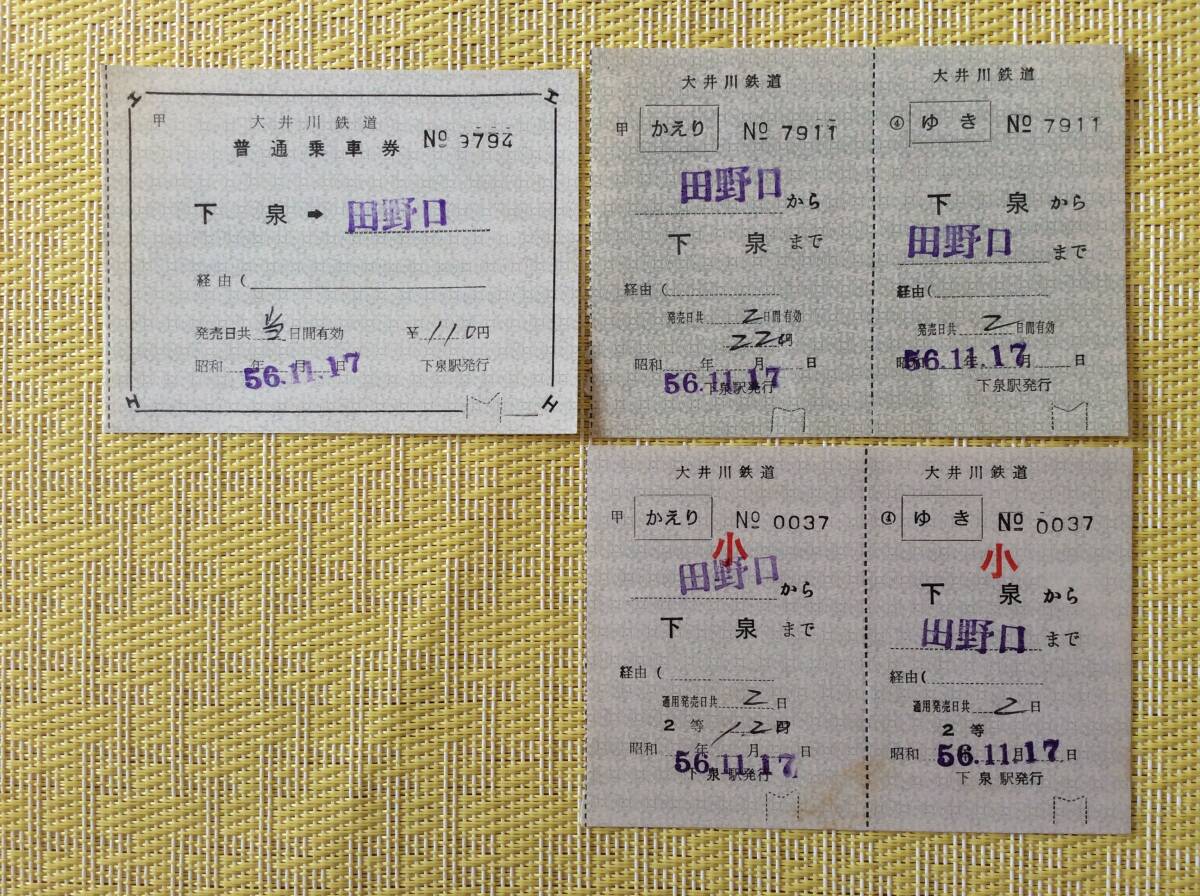 甲 大井川鉄道
普通乗車券 No 9794
下泉 ➡ 田野口
経由(
発売日共 当 日間有効 ¥110円
昭和 年 月 日 56.11.17 下泉駅発行
大井川鉄道
甲 かえり No 7911
田野口から
下泉まで
経由(
発売日共 2 日間有効
220円
昭和 年 月 日
56.11.17
下泉駅発行
大井川鉄道
④ ゆき No 7911
下泉から
田野口まで
経由(
発売日共 2 日間有効
昭和 年 月 日
56.11.17
下泉駅発行
大井川鉄道
甲 かえり No 0037
小
田野口から
下泉まで
経由(
通用発売日共 2 日
2等 120円
昭和 年 月 日
56.11.17
下泉駅発行
大井川鉄道
④ ゆき No 0037
小
下泉から
田野口まで
経由(
通用発売日共 2 日
2等
昭和 月 日
56.11.17
下泉駅発行